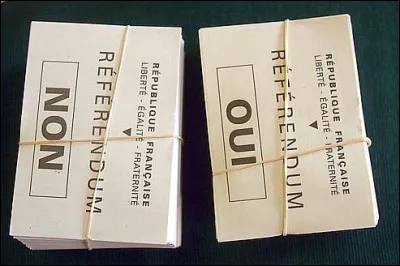 RÉPUBLIQUE FRANÇAISE
LIBERTÉ - ÉGALITÉ - FRATERNITÉ
RÉFÉRENDUM
NON
RÉPUBLIQUE FRANÇAISE
LIBERTÉ - ÉGALITÉ - FRATERNITÉ
RÉFÉRENDUM
OUI